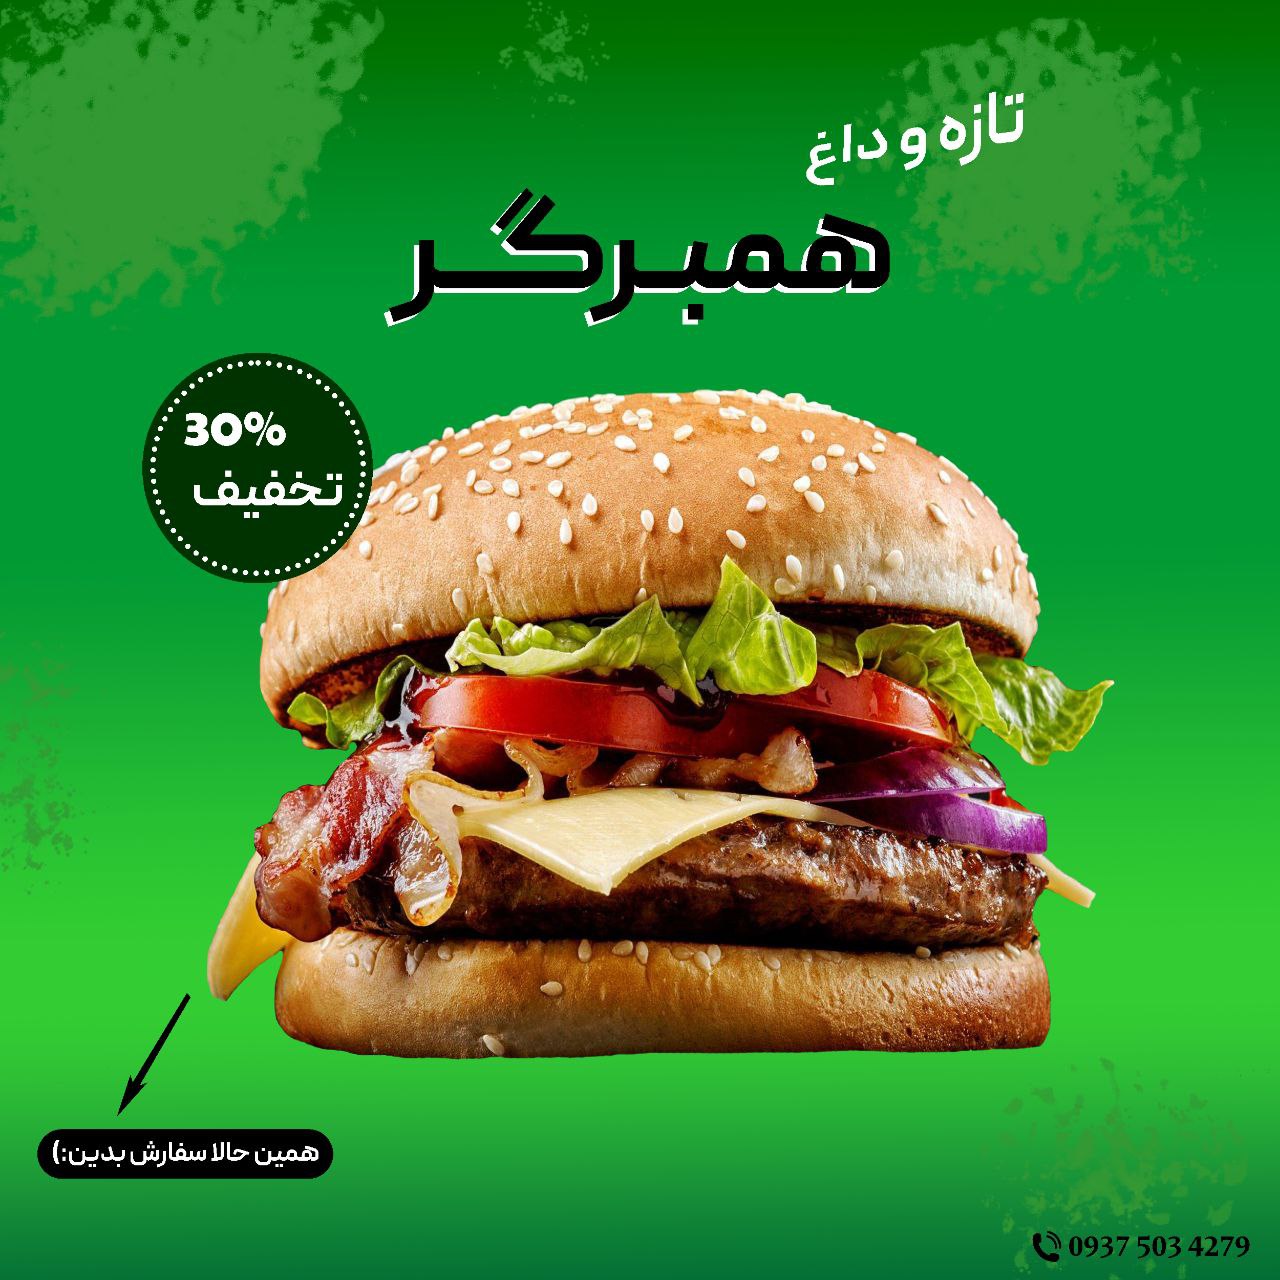 تازه و داغ
همبرگر
30%
تخفیف
همین حالا سفارش بدین:)
0937 503 4279